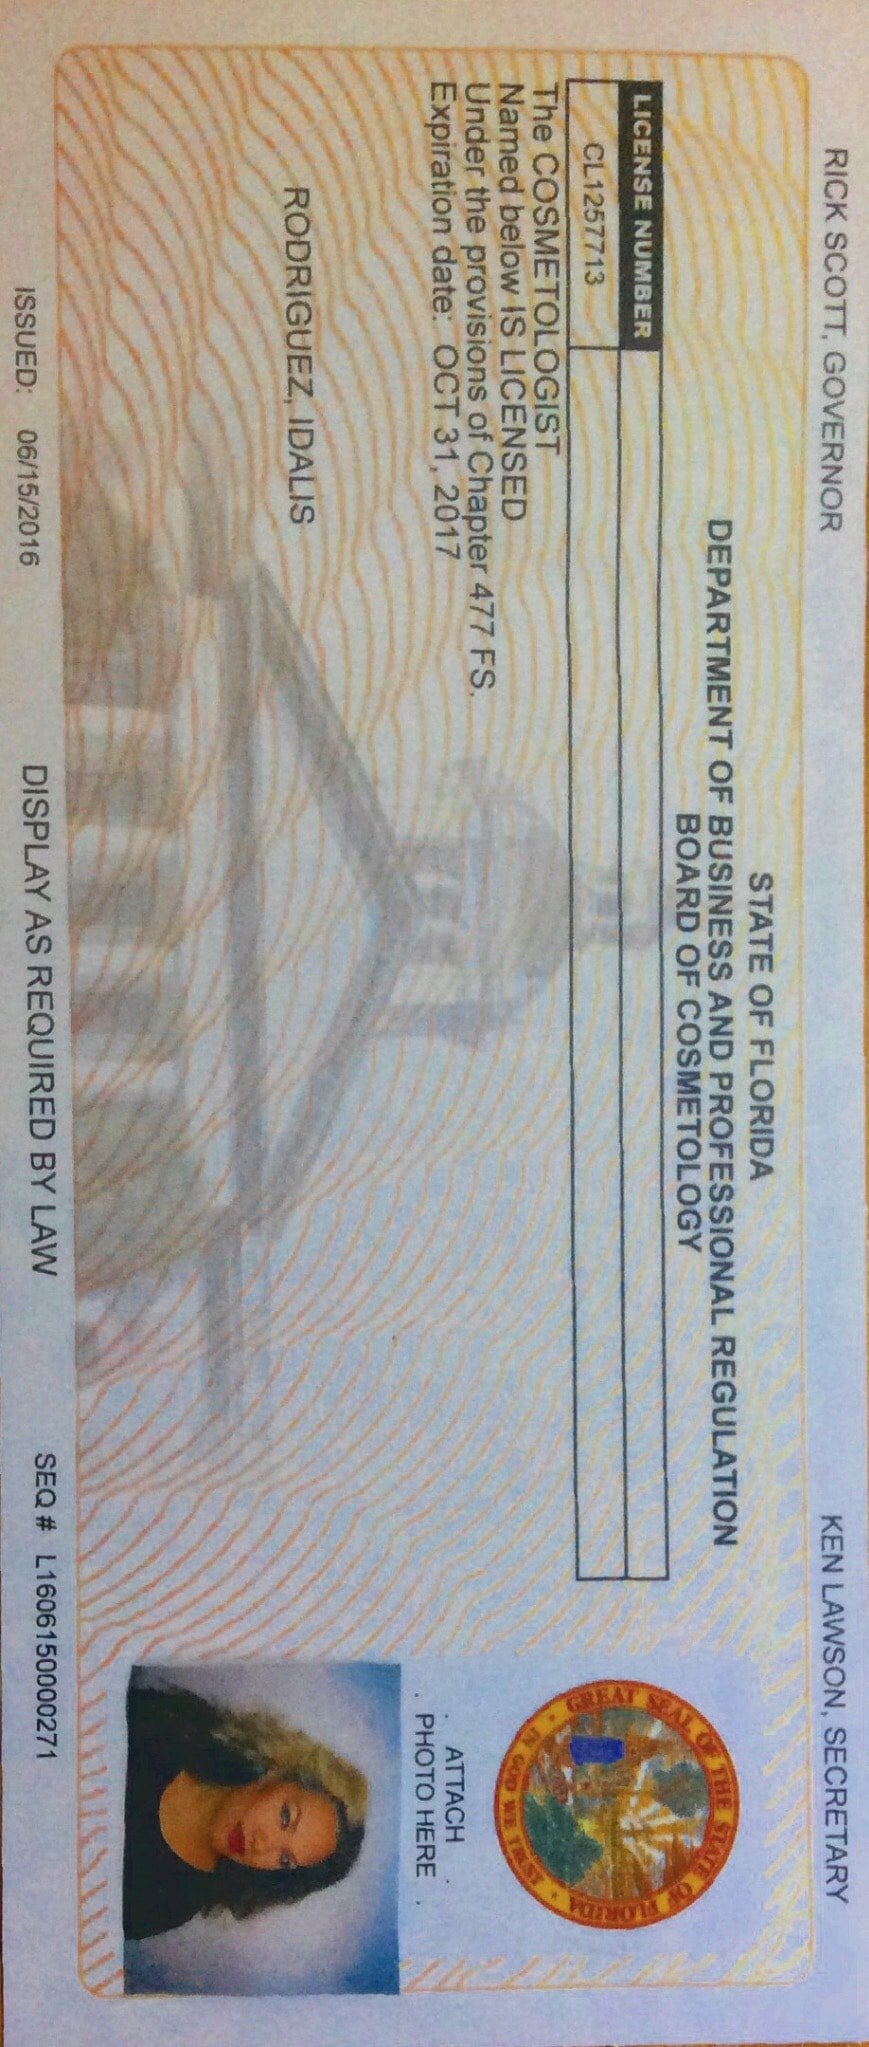 RICK SCOTT, GOVERNOR
KEN LAWSON, SECRETARY
STATE OF FLORIDA
DEPARTMENT OF BUSINESS AND PROFESSIONAL REGULATION
BOARD OF COSMETOLOGY
LICENSE NUMBER
CL1257713
The COSMETOLOGIST
Named below IS LICENSED
Under the provisions of Chapter 477 FS.
Expiration date: OCT 31, 2017
RODRIGUEZ, IDALIS
GREAT SEAL OF THE STATE OF FLORIDA
IN GOD WE TRUST
ATTACH
PHOTO HERE
ISSUED: 06/15/2016
DISPLAY AS REQUIRED BY LAW
SEQ # L1606150000271